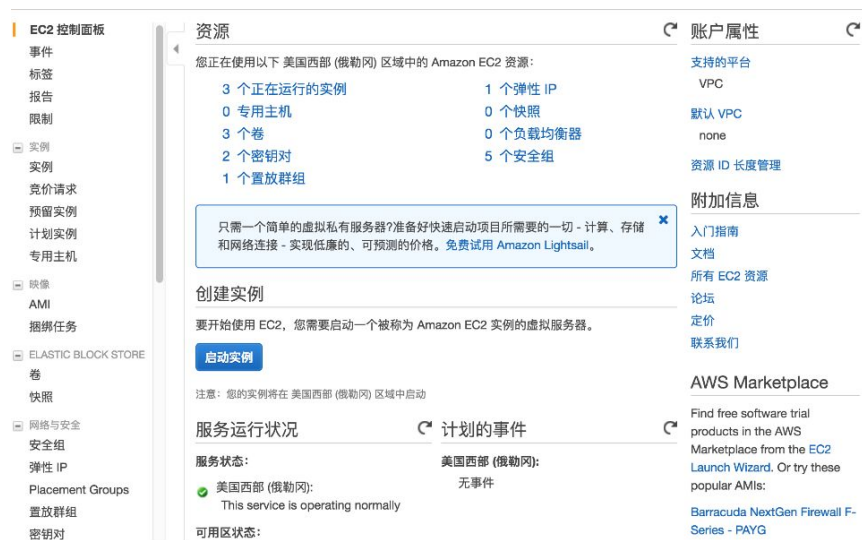 EC2 控制面板
事件
标签
报告
限制
实例
实例
竞价请求
预留实例
计划实例
专用主机
映像
AMI
捆绑任务
ELASTIC BLOCK STORE
卷
快照
网络与安全
安全组
弹性 IP
Placement Groups
置放群组
密钥对
资源
您正在使用以下 美国西部 (俄勒冈) 区域中的 Amazon EC2 资源:
3 个正在运行的实例
1 个弹性 IP
0 专用主机
0 个快照
3 个卷
0 个负载均衡器
2 个密钥对
5 个安全组
1 个置放群组
只需一个简单的虚拟私有服务器?准备好快速启动项目所需要的一切 - 计算、存储
和网络连接 - 实现低廉的、可预测的价格。免费试用 Amazon Lightsail。
创建实例
要开始使用 EC2，您需要启动一个被称为 Amazon EC2 实例的虚拟服务器。
启动实例
注意：您的实例将在 美国西部 (俄勒冈) 区域中启动
服务运行状况
服务状态:
美国西部 (俄勒冈):
This service is operating normally
可用区状态:
计划的事件
美国西部 (俄勒冈):
无事件
账户属性
支持的平台
VPC
默认 VPC
none
资源 ID 长度管理
附加信息
入门指南
文档
所有 EC2 资源
论坛
定价
联系我们
AWS Marketplace
Find free software trial
products in the AWS
Marketplace from the EC2
Launch Wizard. Or try these
popular AMIs:
Barracuda NextGen Firewall F-
Series - PAYG